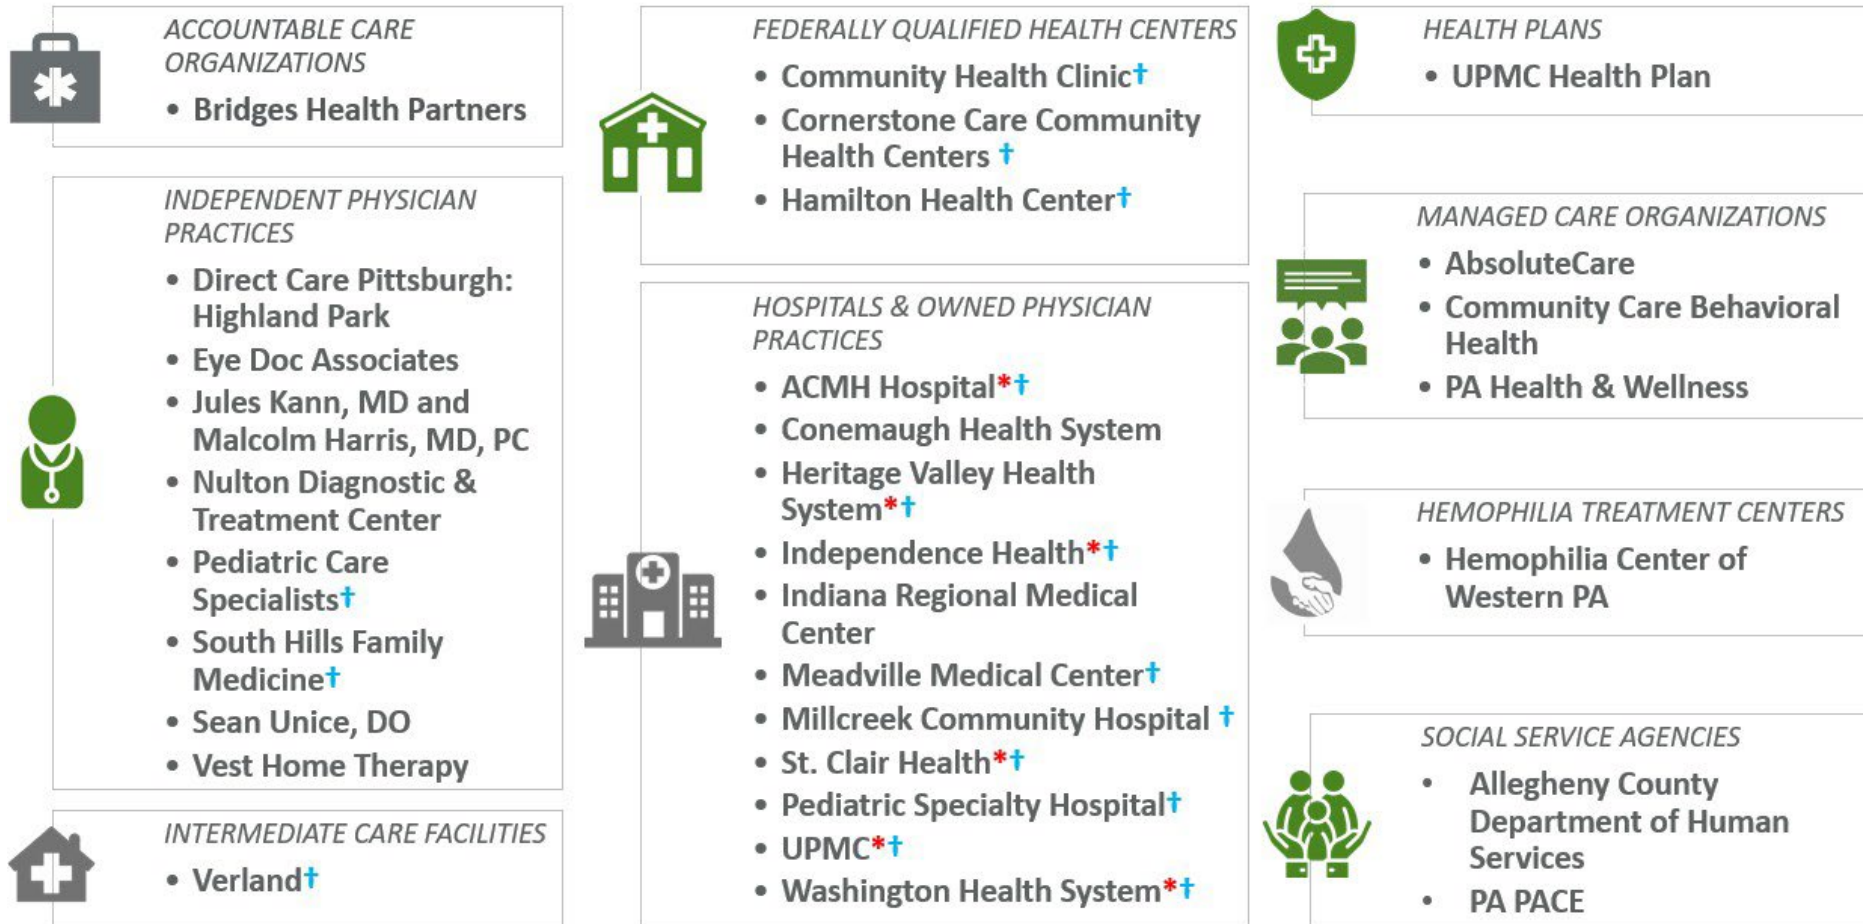 ACCOUNTABLE CARE
ORGANIZATIONS
• Bridges Health Partners
INDEPENDENT PHYSICIAN
PRACTICES
• Direct Care Pittsburgh:
Highland Park
• Eye Doc Associates
• Jules Kann, MD and
Malcolm Harris, MD, PC
• Nulton Diagnostic &
Treatment Center
• Pediatric Care
Specialists†
• South Hills Family
Medicine†
• Sean Unice, DO
• Vest Home Therapy
INTERMEDIATE CARE FACILITIES
• Verland†
FEDERALLY QUALIFIED HEALTH CENTERS
• Community Health Clinic†
• Cornerstone Care Community
Health Centers †
• Hamilton Health Center†
HOSPITALS & OWNED PHYSICIAN
PRACTICES
• ACMH Hospital*†
• Conemaugh Health System
• Heritage Valley Health
System*†
• Independence Health*†
• Indiana Regional Medical
Center
• Meadville Medical Center†
• Millcreek Community Hospital †
• St. Clair Health*†
• Pediatric Specialty Hospital†
• UPMC*†
• Washington Health System*†
HEALTH PLANS
• UPMC Health Plan
MANAGED CARE ORGANIZATIONS
• AbsoluteCare
• Community Care Behavioral
Health
• PA Health & Wellness
HEMOPHILIA TREATMENT CENTERS
• Hemophilia Center of
Western PA
SOCIAL SERVICE AGENCIES
• Allegheny County
Department of Human
Services
• PA PACE